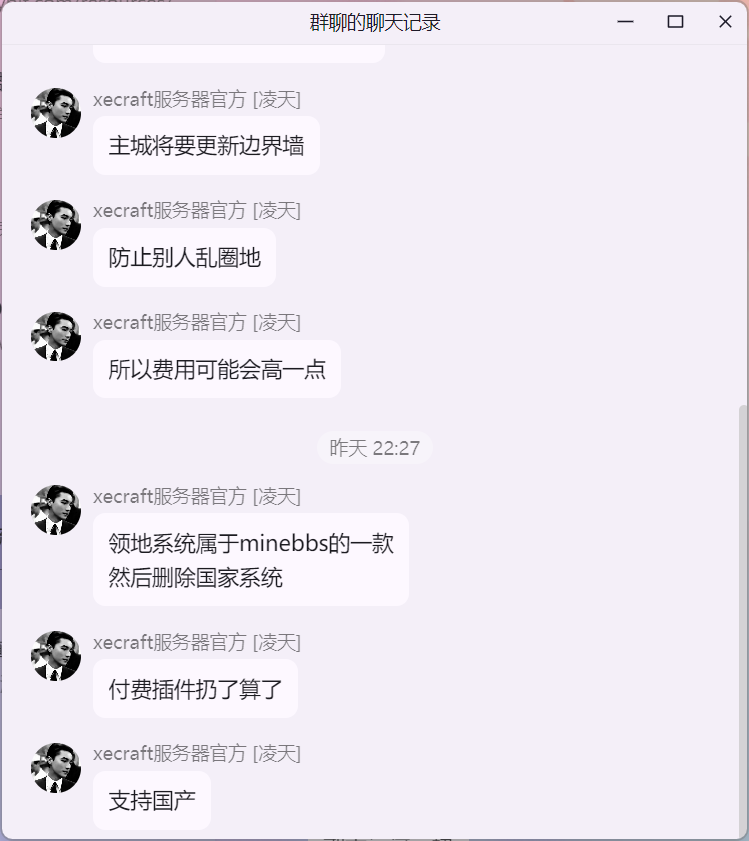 群聊的聊天记录
xecraft服务器官方 [凌天]
主城将要更新边界墙
xecraft服务器官方 [凌天]
防止别人乱圈地
xecraft服务器官方 [凌天]
所以费用可能会高一点
昨天 22:27
xecraft服务器官方 [凌天]
领地系统属于minebbs的一款
然后删除国家系统
xecraft服务器官方 [凌天]
付费插件扔了算了
xecraft服务器官方 [凌天]
支持国产